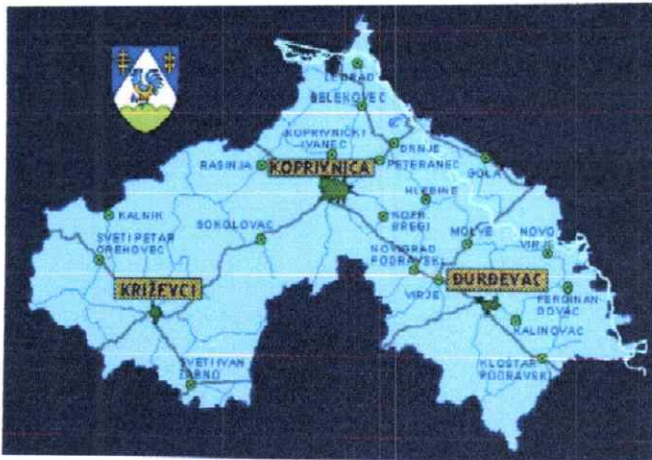 LEGRAD
ĐELEKOVEC
KOPRIVNIČKI
IVANEC
DRNJE
PETERANEC
GOLA
RASINJA
KOPRIVNICA
HLEBINE
KALNIK
SOKOLOVAC
KOPR.
BREGI
MOLVE
NOVO
VIRJE
SVETI PETAR
OREHOVEC
NOVIGRAD
PODRAVSKI
KRIŽEVCI
VIRJE
ĐURĐEVAC
FERDINAN-
DOVAC
KALINOVAC
SVETI IVAN
ŽABNO
KLOŠTAR
PODRAVSKI